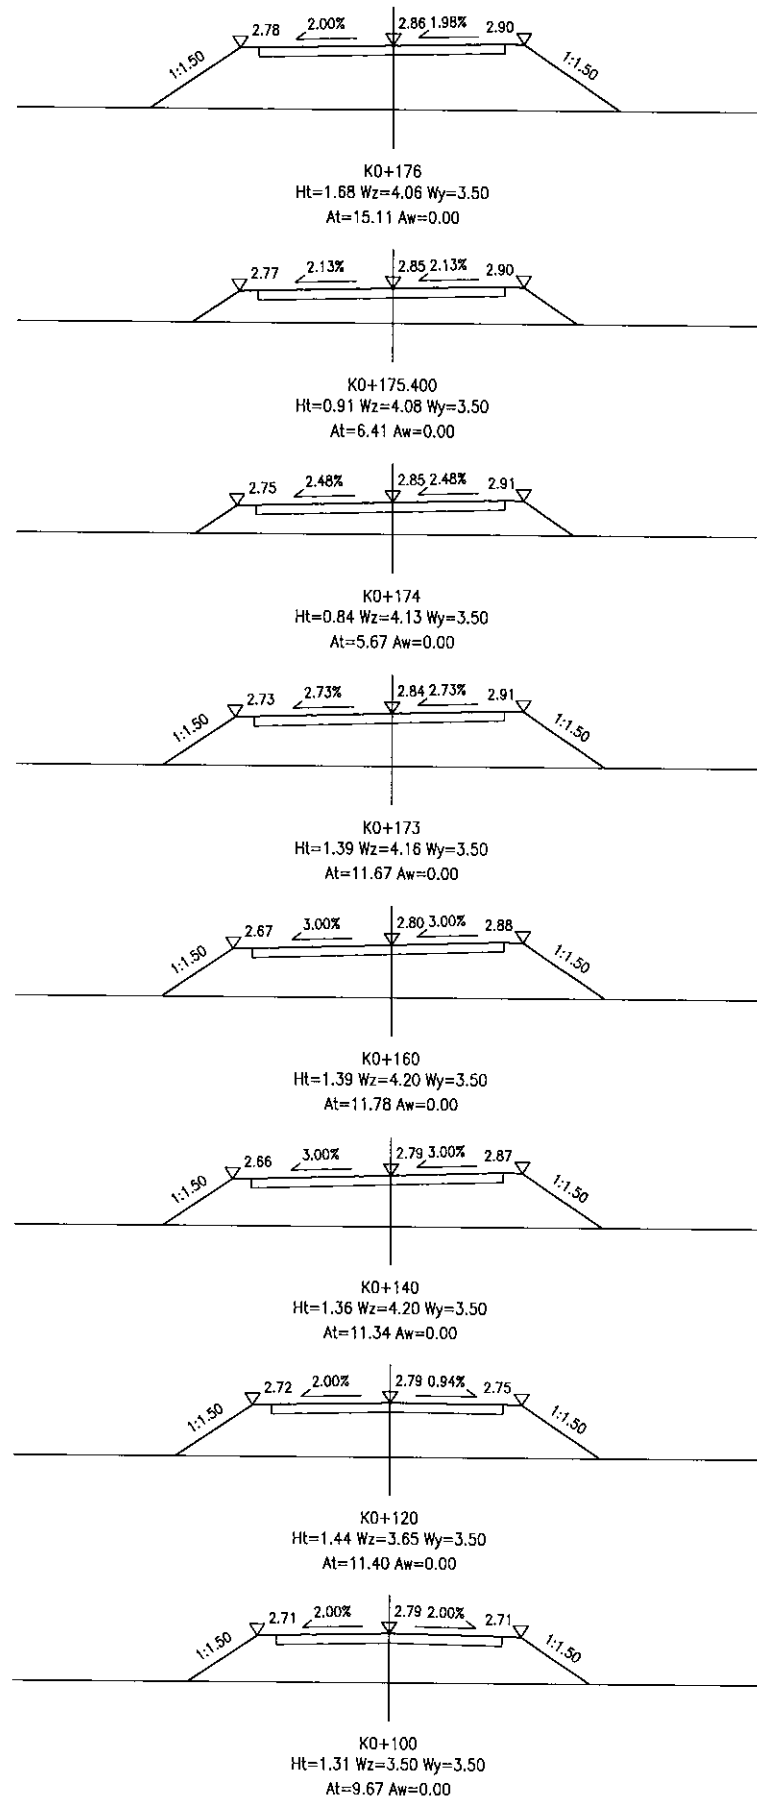 2.78 2.00% 2.86 1.98% 2.90
1:1.50 1:1.50
K0+176
Ht=1.68 Wz=4.06 Wy=3.50
At=15.11 Aw=0.00
2.77 2.13% 2.85 2.13% 2.90
K0+175.400
Ht=0.91 Wz=4.08 Wy=3.50
At=6.41 Aw=0.00
2.75 2.48% 2.85 2.48% 2.91
K0+174
Ht=0.84 Wz=4.13 Wy=3.50
At=5.67 Aw=0.00
2.73 2.73% 2.84 2.73% 2.91
1:1.50 1:1.50
K0+173
Ht=1.39 Wz=4.16 Wy=3.50
At=11.67 Aw=0.00
2.67 3.00% 2.80 3.00% 2.88
1:1.50 1:1.50
K0+160
Ht=1.39 Wz=4.20 Wy=3.50
At=11.78 Aw=0.00
2.66 3.00% 2.79 3.00% 2.87
1:1.50 1:1.50
K0+140
Ht=1.36 Wz=4.20 Wy=3.50
At=11.34 Aw=0.00
2.72 2.00% 2.79 0.94% 2.75
1:1.50 1:1.50
K0+120
Ht=1.44 Wz=3.65 Wy=3.50
At=11.40 Aw=0.00
2.71 2.00% 2.79 2.00% 2.71
1:1.50 1:1.50
K0+100
Ht=1.31 Wz=3.50 Wy=3.50
At=9.67 Aw=0.00